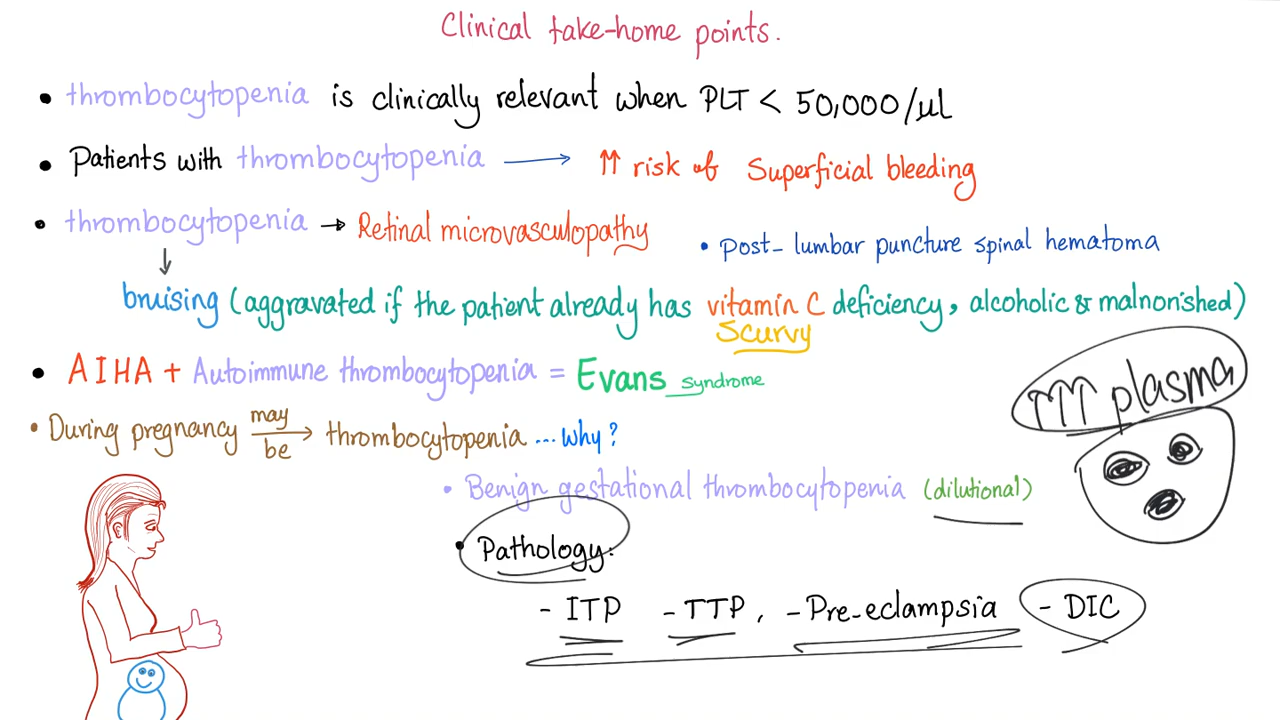 Clinical take-home points.
• thrombocytopenia is clinically relevant when PLT < 50,000/µl
• Patients with thrombocytopenia → ↑↑ risk of Superficial bleeding
• thrombocytopenia → Retinal microvasculopathy
• Post-lumbar puncture spinal hematoma
↓
bruising (aggravated if the patient already has vitamin C deficiency, alcoholic & malnorished)
Scurvy
• AIHA + Autoimmune thrombocytopenia = Evans syndrome
↑↑↑ plasma
• During pregnancy may be → thrombocytopenia ... why?
• Benign gestational thrombocytopenia (dilutional)
• Pathology:
- ITP - TTP, - Pre-eclampsia - DIC